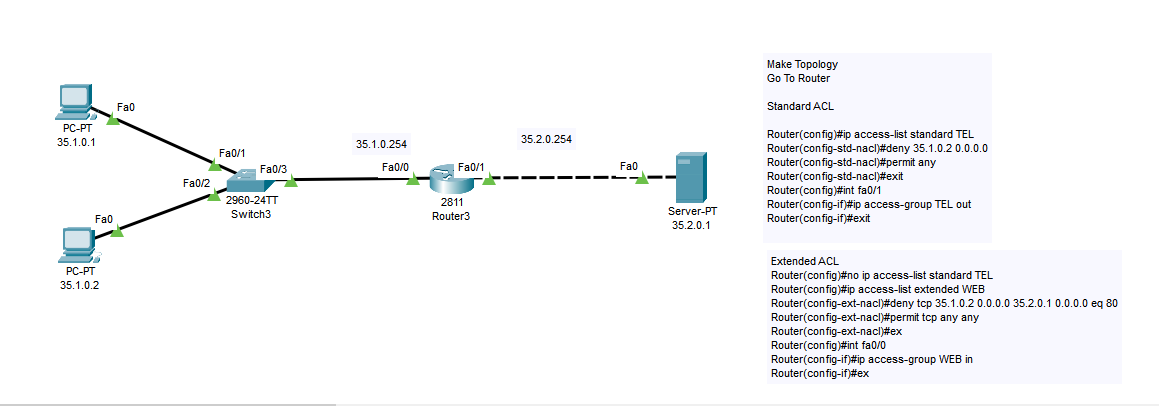 Fa0
PC-PT
35.1.0.1
Fa0/1
Fa0/2
Fa0/3
2960-24TT
Switch3
Fa0
PC-PT
35.1.0.2
35.1.0.254
35.2.0.254
Fa0/0
Fa0/1
2811
Router3
Fa0
Server-PT
35.2.0.1
Make Topology
Go To Router
Standard ACL
Router(config)#ip access-list standard TEL
Router(config-std-nacl)#deny 35.1.0.2 0.0.0.0
Router(config-std-nacl)#permit any
Router(config-std-nacl)#exit
Router(config)#int fa0/1
Router(config-if)#ip access-group TEL out
Router(config-if)#exit
Extended ACL
Router(config)#no ip access-list standard TEL
Router(config)#ip access-list extended WEB
Router(config-ext-nacl)#deny tcp 35.1.0.2 0.0.0.0 35.2.0.1 0.0.0.0 eq 80
Router(config-ext-nacl)#permit tcp any any
Router(config-ext-nacl)#ex
Router(config)#int fa0/0
Router(config-if)#ip access-group WEB in
Router(config-if)#ex